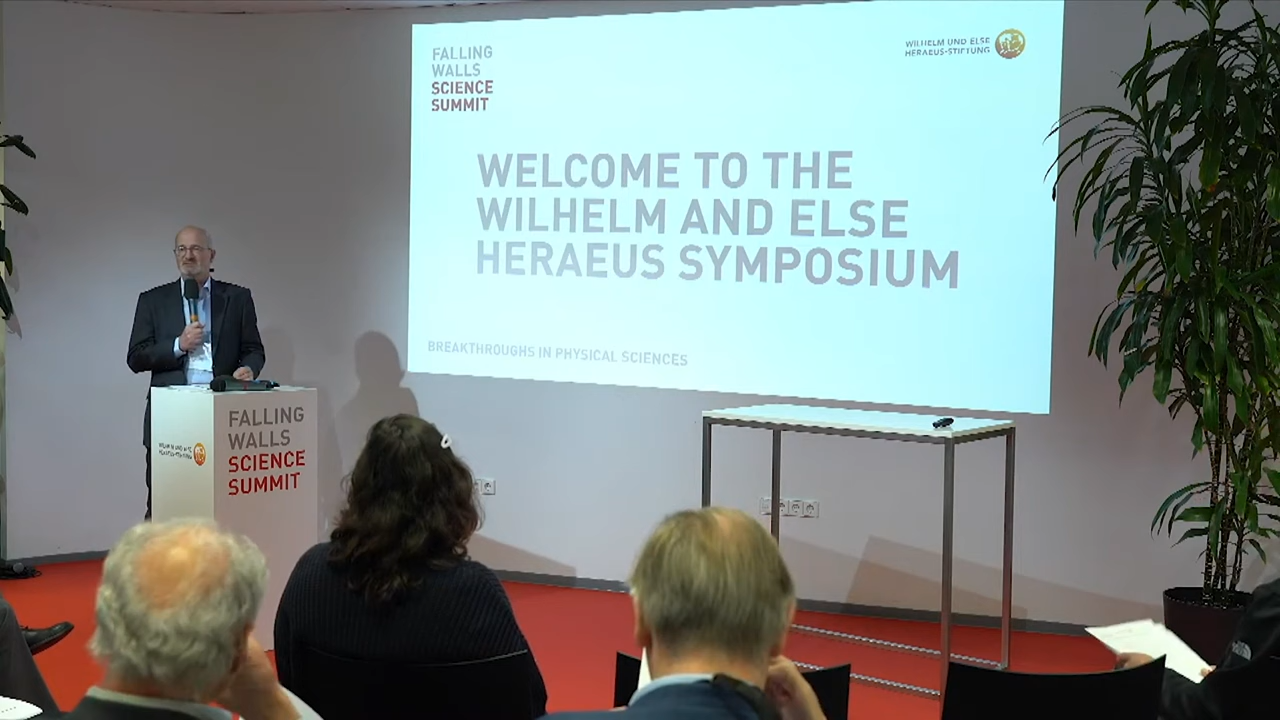 FALLING
WALLS
SCIENCE
SUMMIT
WILHELM UND ELSE
HERAEUS-STIFTUNG
WELCOME TO THE
WILHELM AND ELSE
HERAEUS SYMPOSIUM
BREAKTHROUGHS IN PHYSICAL SCIENCES
FALLING
WALLS
SCIENCE
SUMMIT